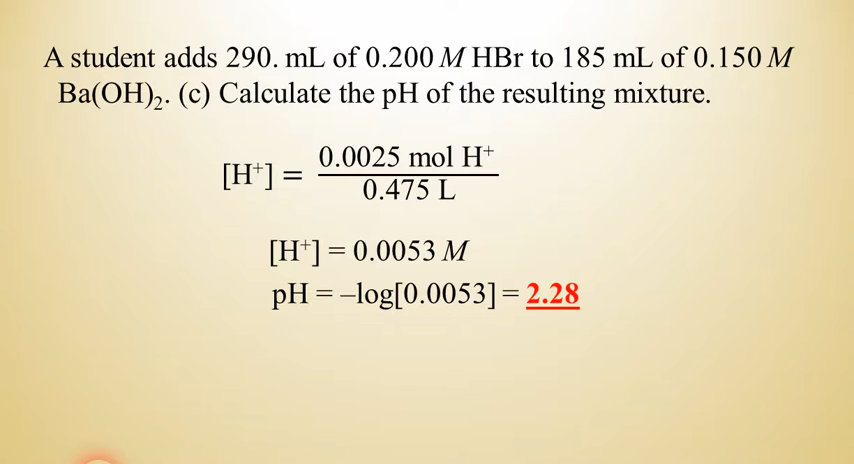 A student adds 290. mL of 0.200 M HBr to 185 mL of 0.150 M
Ba(OH)₂. (c) Calculate the pH of the resulting mixture.
0.0025 mol H⁺
[H⁺] =
0.475 L
[H⁺] = 0.0053 M
pH = –log[0.0053] = 2.28